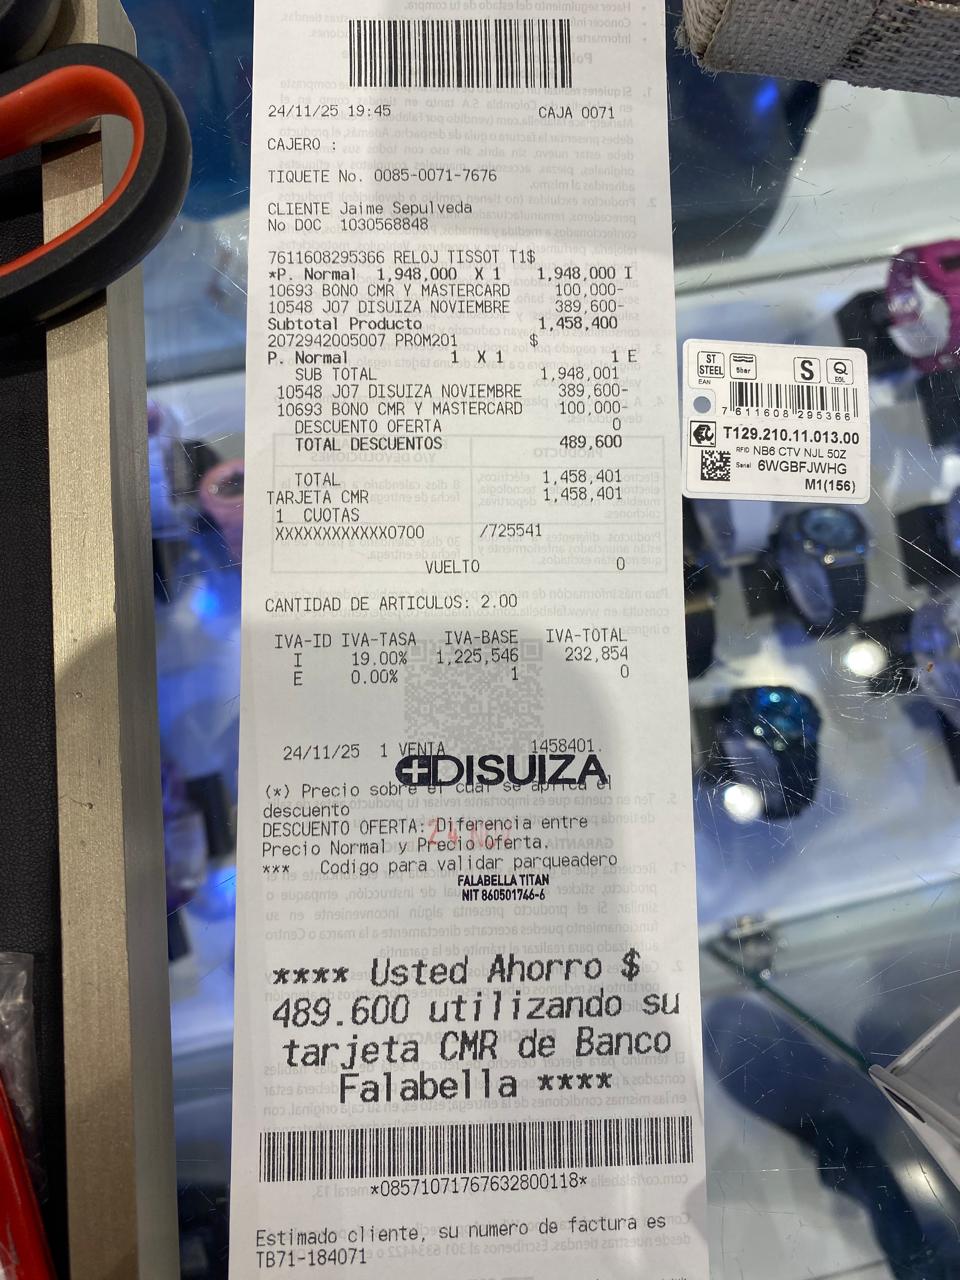 24/11/25 19:45 CAJA 0071
CAJERO :
TIQUETE No. 0085-0071-7676
CLIENTE Jaime Sepulveda
No DOC 1030568848
7611608295366 RELOJ TISSOT T1$
*P. Normal 1,948,000 X 1 1,948,000 I
10693 BONO CMR Y MASTERCARD 100,000-
10548 J07 DISUIZA NOVIEMBRE 389,600-
Subtotal Producto 1,458,400
2072942005007 PROM201 $
P. Normal 1 X 1 1 E
SUB TOTAL 1,948,001
10548 J07 DISUIZA NOVIEMBRE 389,600-
10693 BONO CMR Y MASTERCARD 100,000-
DESCUENTO OFERTA 0
TOTAL DESCUENTOS 489,600
TOTAL 1,458,401
TARJETA CMR 1,458,401
1 CUOTAS
XXXXXXXXXXXX0700 /725541
VUELTO 0
CANTIDAD DE ARTICULOS: 2.00
IVA-ID IVA-TASA IVA-BASE IVA-TOTAL
I 19.00% 1,225,546 232,854
E 0.00% 1 0
24/11/25 1 VENTA 1458401.
DISUIZA
(*) Precio sobre el cual se aplica el
descuento
DESCUENTO OFERTA: Diferencia entre
Precio Normal y Precio Oferta.
*** Codigo para validar parqueadero
FALABELLA TITAN
NIT 860501746-6
**** Usted Ahorro $
489.600 utilizando su
tarjeta CMR de Banco
Falabella ****
*08571071767632800118*
Estimado cliente, su numero de factura es
TB71-184071
ST
STEEL
5bar
S
Q
EOL
EAN
7 611608 295366
T129.210.11.013.00
RFID NB6 CTV NJL 50Z
Serial 6WGBFJWHG
M1(156)